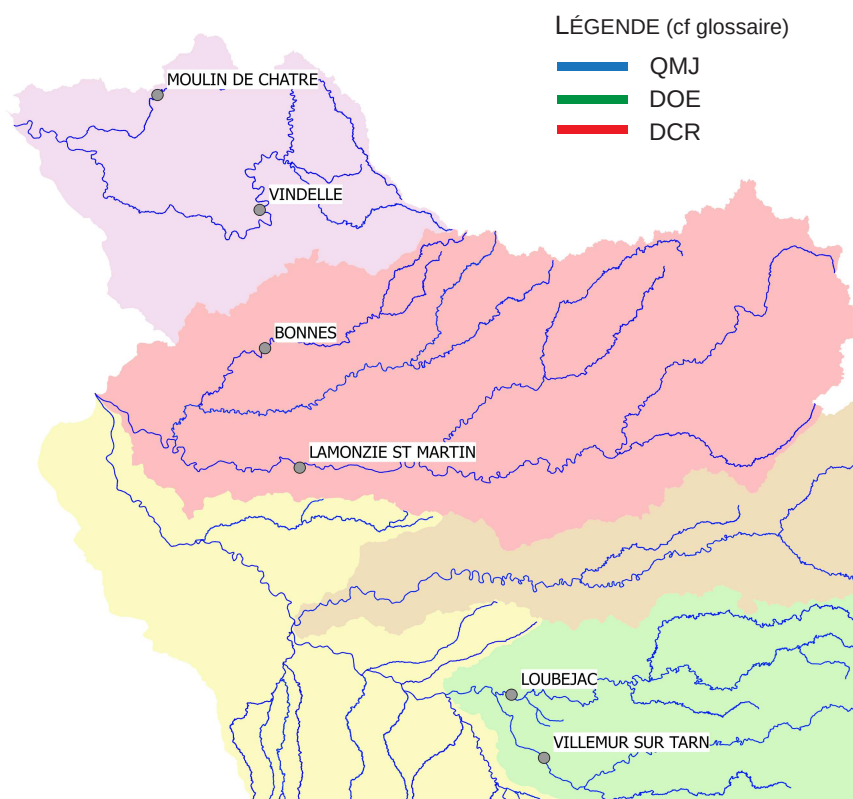 LÉGENDE (cf glossaire)
QMJ
DOE
DCR
MOULIN DE CHATRE
VINDELLE
BONNES
LAMONZIE ST MARTIN
LOUBEJAC
VILLEMUR SUR TARN